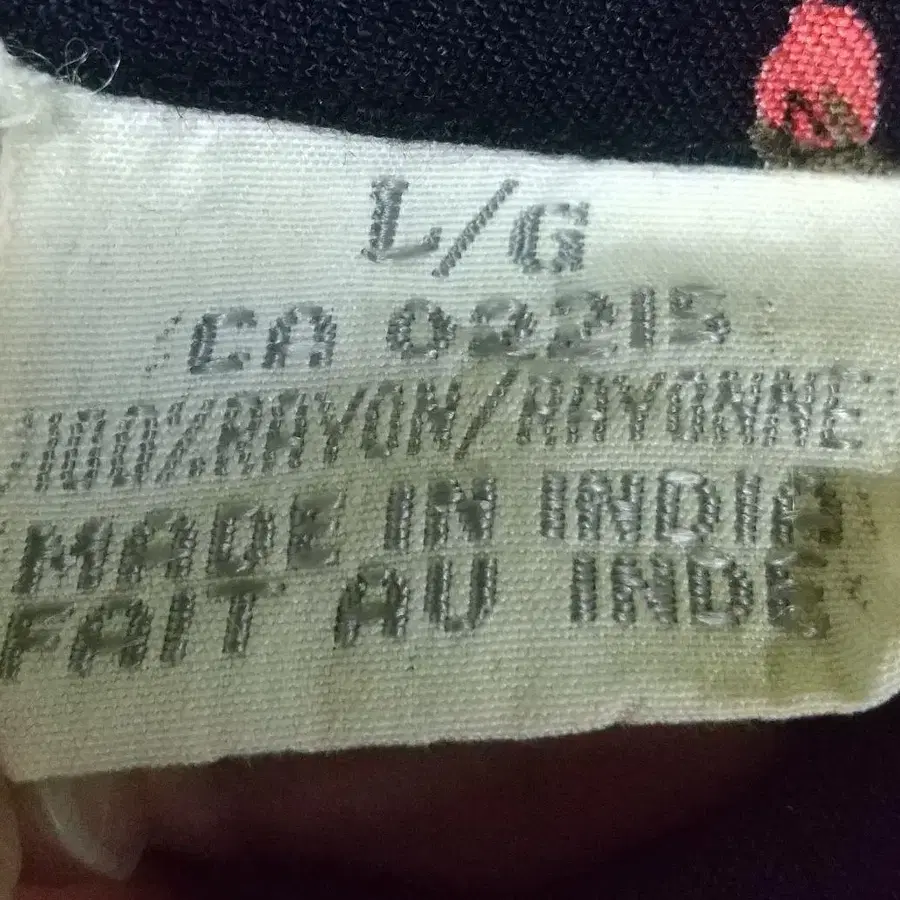 L/G
CA 02215
100%RAYON/RAYONNE
MADE IN INDIA
FAIT AU INDE